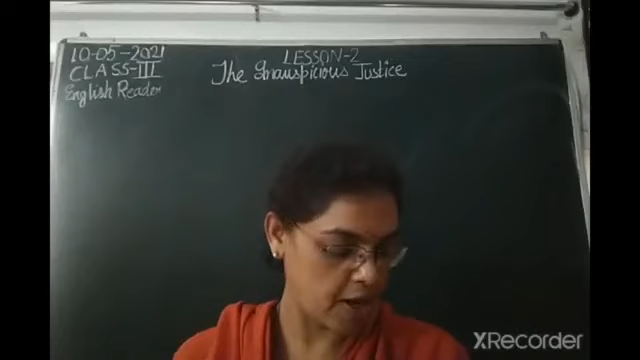 10-05-2021
CLASS-III
English Reader
LESSON-2
The Inauspicious Justice
XRecorder